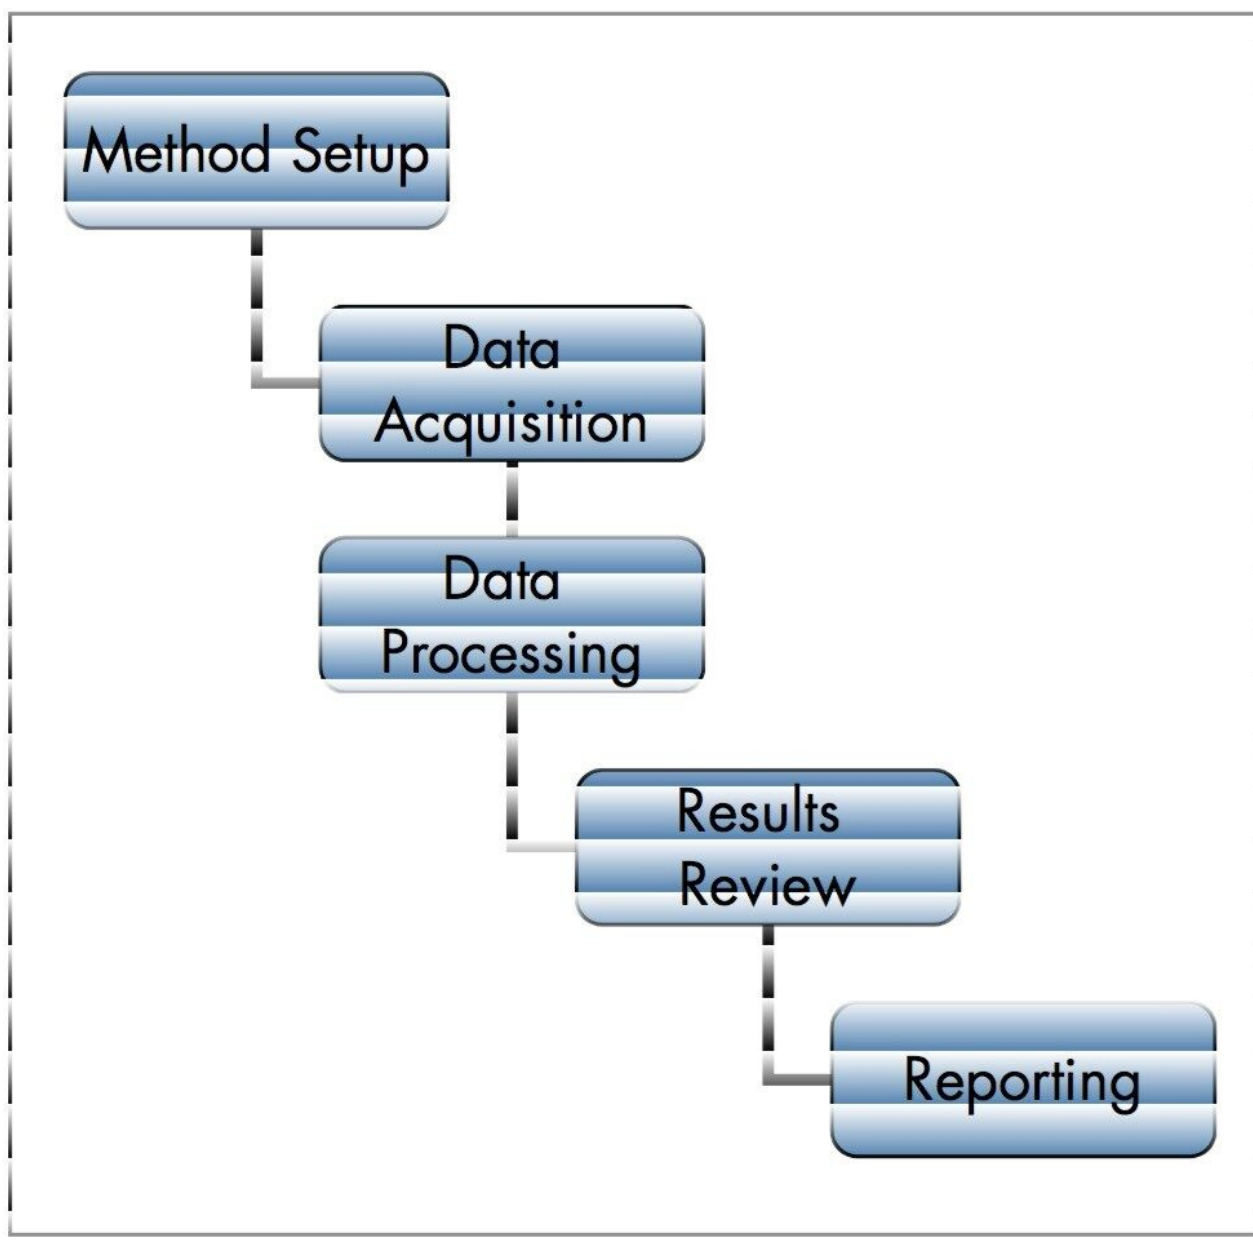 Method Setup
Data
Acquisition
Data
Processing
Results
Review
Reporting